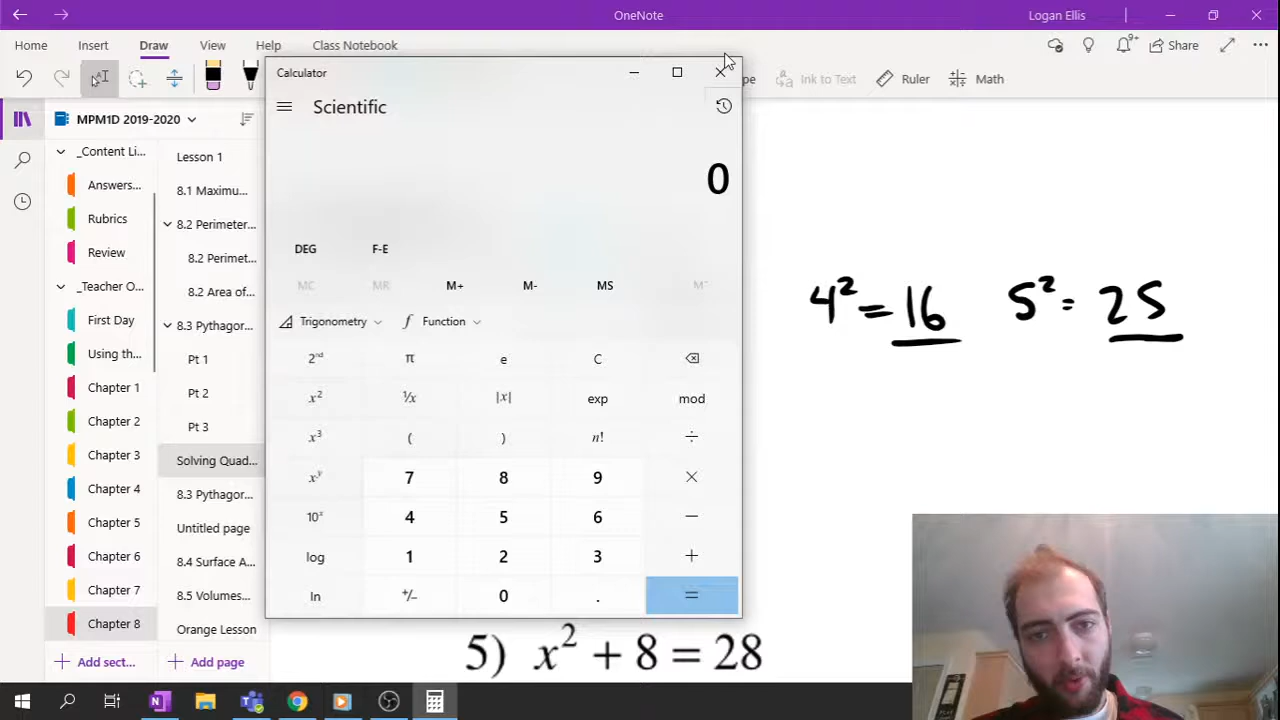 OneNote
Logan Ellis
Home Insert Draw View Help Class Notebook
9+ Share
Ink to Text Ruler Math
MPM1D 2019-2020
_Content Li...
Answers...
Rubrics
Review
_Teacher O...
First Day
Using th...
Chapter 1
Chapter 2
Chapter 3
Chapter 4
Chapter 5
Chapter 6
Chapter 7
Chapter 8
Add sect...
Lesson 1
8.1 Maximu...
8.2 Perimeter...
8.2 Perimet...
8.2 Area of...
8.3 Pythagor...
Pt 1
Pt 2
Pt 3
Solving Quad...
8.3 Pythagor...
Untitled page
8.4 Surface A...
8.5 Volumes...
Orange Lesson
Add page
Calculator
Scientific
0
DEG F-E
MC MR M+ M- MS M˅
Trigonometry f Function
2ⁿᵈ π e C
x² ¹/x |x| exp mod
x³ ( ) n! ÷
xʸ 7 8 9 ×
10ˣ 4 5 6 −
log 1 2 3 +
ln +/− 0 . =
4² = 16 5² = 25
5) x² + 8 = 28